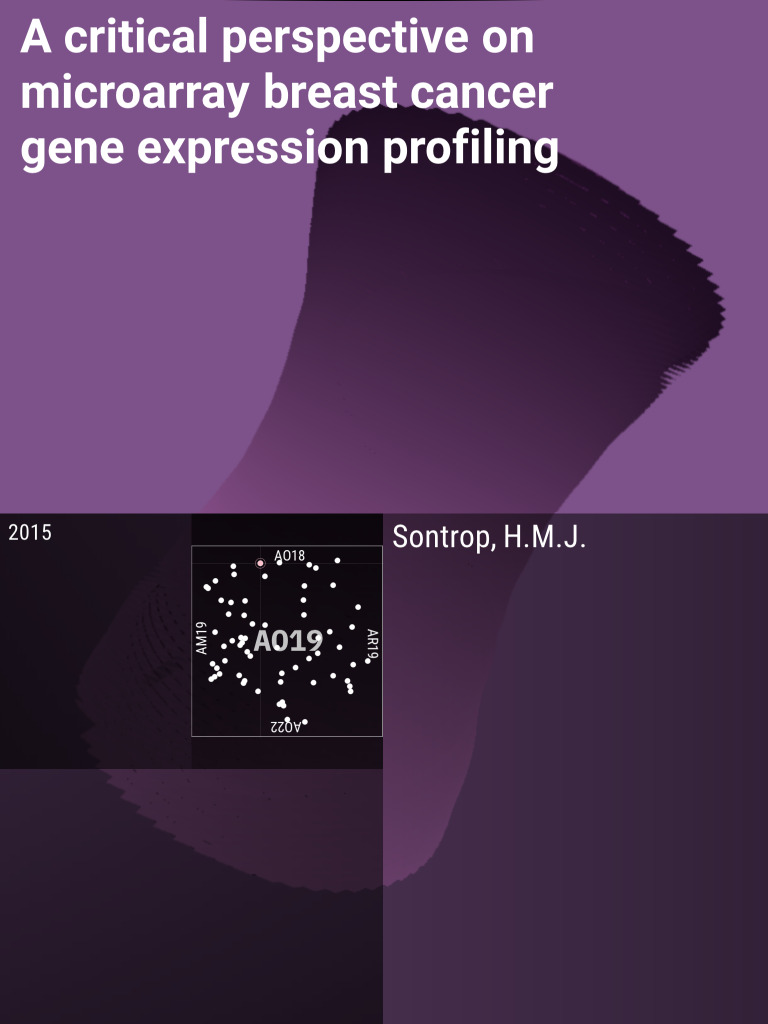 A critical perspective on
microarray breast cancer
gene expression profiling
2015
Sontrop, H.M.J.
AO18
AM19
AO19
AR19
AO22